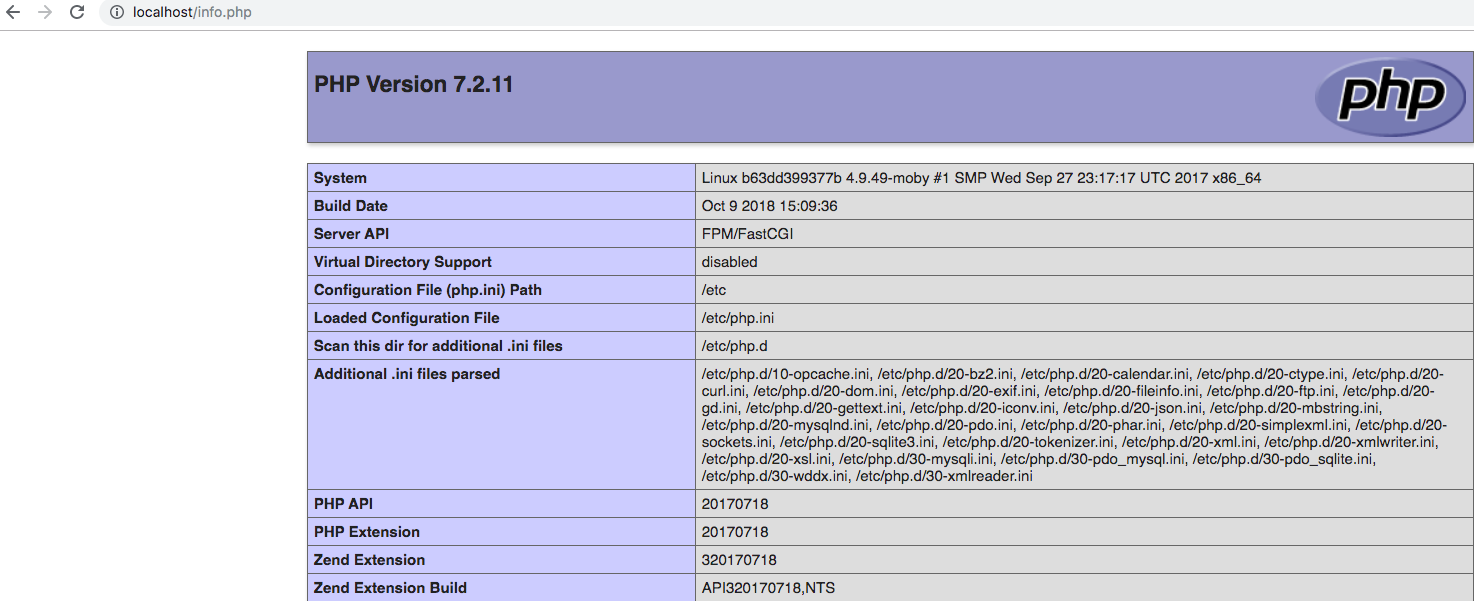 localhost/info.php
PHP Version 7.2.11
php
System Linux b63dd399377b 4.9.49-moby #1 SMP Wed Sep 27 23:17:17 UTC 2017 x86_64
Build Date Oct 9 2018 15:09:36
Server API FPM/FastCGI
Virtual Directory Support disabled
Configuration File (php.ini) Path /etc
Loaded Configuration File /etc/php.ini
Scan this dir for additional .ini files /etc/php.d
Additional .ini files parsed /etc/php.d/10-opcache.ini, /etc/php.d/20-bz2.ini, /etc/php.d/20-calendar.ini, /etc/php.d/20-ctype.ini, /etc/php.d/20-
curl.ini, /etc/php.d/20-dom.ini, /etc/php.d/20-exif.ini, /etc/php.d/20-fileinfo.ini, /etc/php.d/20-ftp.ini, /etc/php.d/20-
gd.ini, /etc/php.d/20-gettext.ini, /etc/php.d/20-iconv.ini, /etc/php.d/20-json.ini, /etc/php.d/20-mbstring.ini,
/etc/php.d/20-mysqlnd.ini, /etc/php.d/20-pdo.ini, /etc/php.d/20-phar.ini, /etc/php.d/20-simplexml.ini, /etc/php.d/20-
sockets.ini, /etc/php.d/20-sqlite3.ini, /etc/php.d/20-tokenizer.ini, /etc/php.d/20-xml.ini, /etc/php.d/20-xmlwriter.ini,
/etc/php.d/20-xsl.ini, /etc/php.d/30-mysqli.ini, /etc/php.d/30-pdo_mysql.ini, /etc/php.d/30-pdo_sqlite.ini,
/etc/php.d/30-wddx.ini, /etc/php.d/30-xmlreader.ini
PHP API 20170718
PHP Extension 20170718
Zend Extension 320170718
Zend Extension Build API320170718,NTS